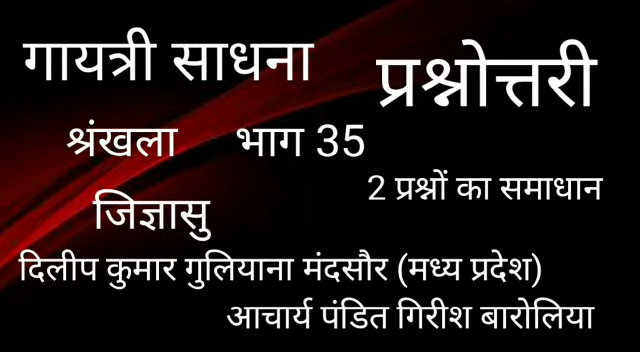 गायत्री साधना
प्रश्नोत्तरी
श्रंखला भाग 35
2 प्रश्नों का समाधान
जिज्ञासु
दिलीप कुमार गुलियाना मंदसौर (मध्य प्रदेश)
आचार्य पंडित गिरीश बारोलिया